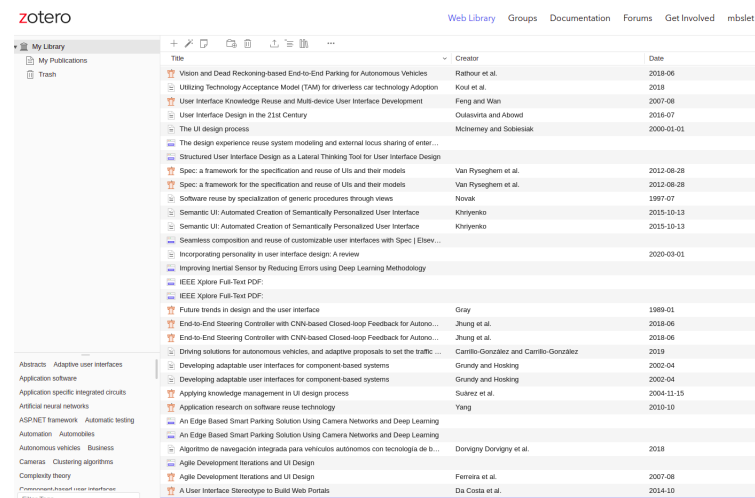 zotero
Web Library Groups Documentation Forums Get Involved mbslet
My Library
My Publications
Trash
Title Creator Date
Vision and Dead Reckoning-based End-to-End Parking for Autonomous Vehicles Rathour et al. 2018-06
Utilizing Technology Acceptance Model (TAM) for driverless car technology Adoption Koul et al. 2018
User Interface Knowledge Reuse and Multi-device User Interface Development Feng and Wan 2007-08
User Interface Design in the 21st Century Oulasvirta and Abowd 2016-07
The UI design process McInerney and Sobiesiak 2000-01-01
The design experience reuse system modeling and external locus sharing of enter...
Structured User Interface Design as a Lateral Thinking Tool for User Interface Design
Spec: a framework for the specification and reuse of UIs and their models Van Ryseghem et al. 2012-08-28
Spec: a framework for the specification and reuse of UIs and their models Van Ryseghem et al. 2012-08-28
Software reuse by specialization of generic procedures through views Novak 1997-07
Semantic UI: Automated Creation of Semantically Personalized User Interface Khriyenko 2015-10-13
Semantic UI: Automated Creation of Semantically Personalized User Interface Khriyenko 2015-10-13
Seamless composition and reuse of customizable user interfaces with Spec | Elsev...
Incorporating personality in user interface design: A review 2020-03-01
Improving Inertial Sensor by Reducing Errors using Deep Learning Methodology
IEEE Xplore Full-Text PDF:
IEEE Xplore Full-Text PDF:
Future trends in design and the user interface Gray 1989-01
End-to-End Steering Controller with CNN-based Closed-loop Feedback for Autono... Jhung et al. 2018-06
End-to-End Steering Controller with CNN-based Closed-loop Feedback for Autono... Jhung et al. 2018-06
Driving solutions for autonomous vehicles, and adaptive proposals to set the traffic ... Carrillo-González and Carrillo-González 2019
Developing adaptable user interfaces for component-based systems Grundy and Hosking 2002-04
Developing adaptable user interfaces for component-based systems Grundy and Hosking 2002-04
Applying knowledge management in UI design process Suàrez et al. 2004-11-15
Application research on software reuse technology Yang 2010-10
An Edge Based Smart Parking Solution Using Camera Networks and Deep Learning
An Edge Based Smart Parking Solution Using Camera Networks and Deep Learning
Algoritmo de navegación integrada para vehículos autónomos con tecnología de b... Dorvigny Dorvigny et al. 2018
Agile Development Iterations and UI Design
Agile Development Iterations and UI Design Ferreira et al. 2007-08
A User Interface Stereotype to Build Web Portals Da Costa et al. 2014-10
Abstracts Adaptive user interfaces
Application software
Application specific integrated circuits
Artificial neural networks
ASP.NET framework Automatic testing
Automation Automobiles
Autonomous vehicles Business
Cameras Clustering algorithms
Complexity theory
Component-based user interfaces